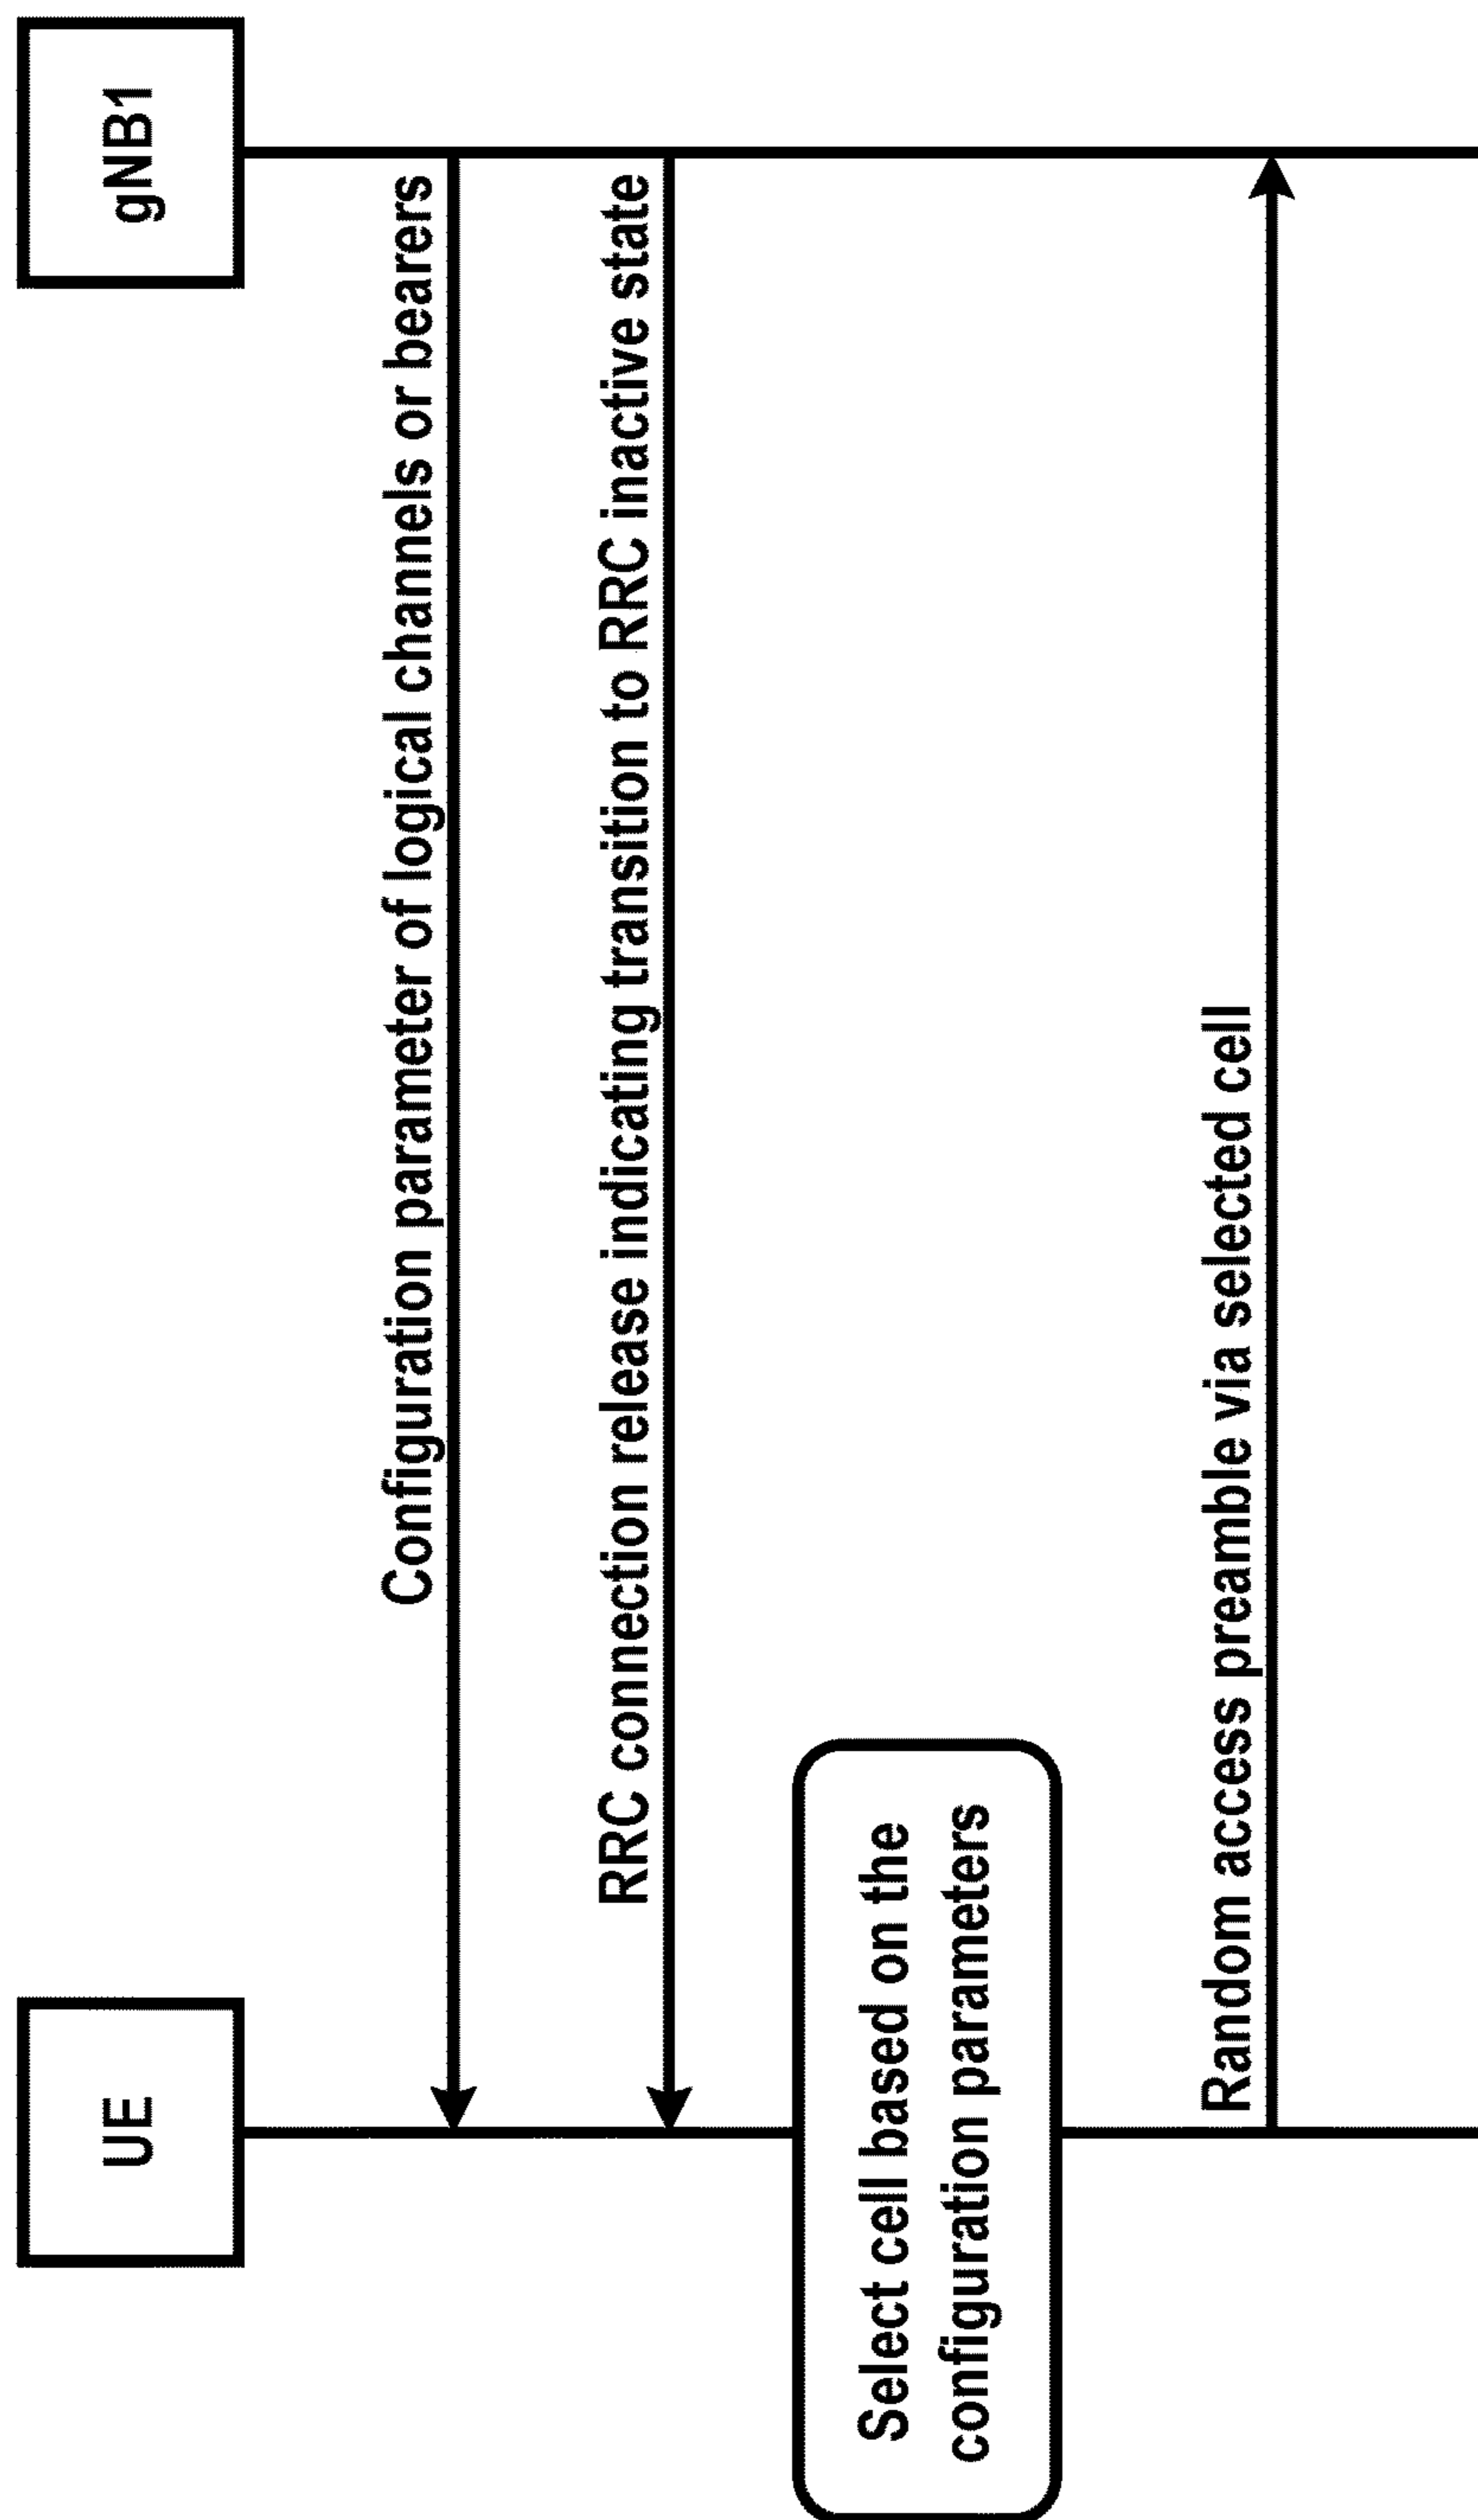 UE
gNB1
Configuration parameter of logical channels or bearers
RRC connection release indicating transition to RRC inactive state
Select cell based on the
configuration parameters
Random access preamble via selected cell